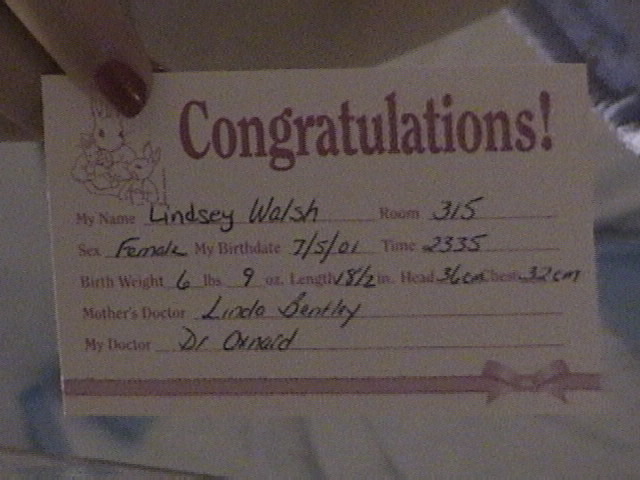 Congratulations!
My Name Lindsey Walsh Room 315
Sex Female My Birthdate 7/5/01 Time 2335
Birth Weight 6 lbs. 9 oz. Length 18 1/2 in. Head 36cm Chest 32cm
Mother's Doctor Linda Bentley
My Doctor Dr Oxnard